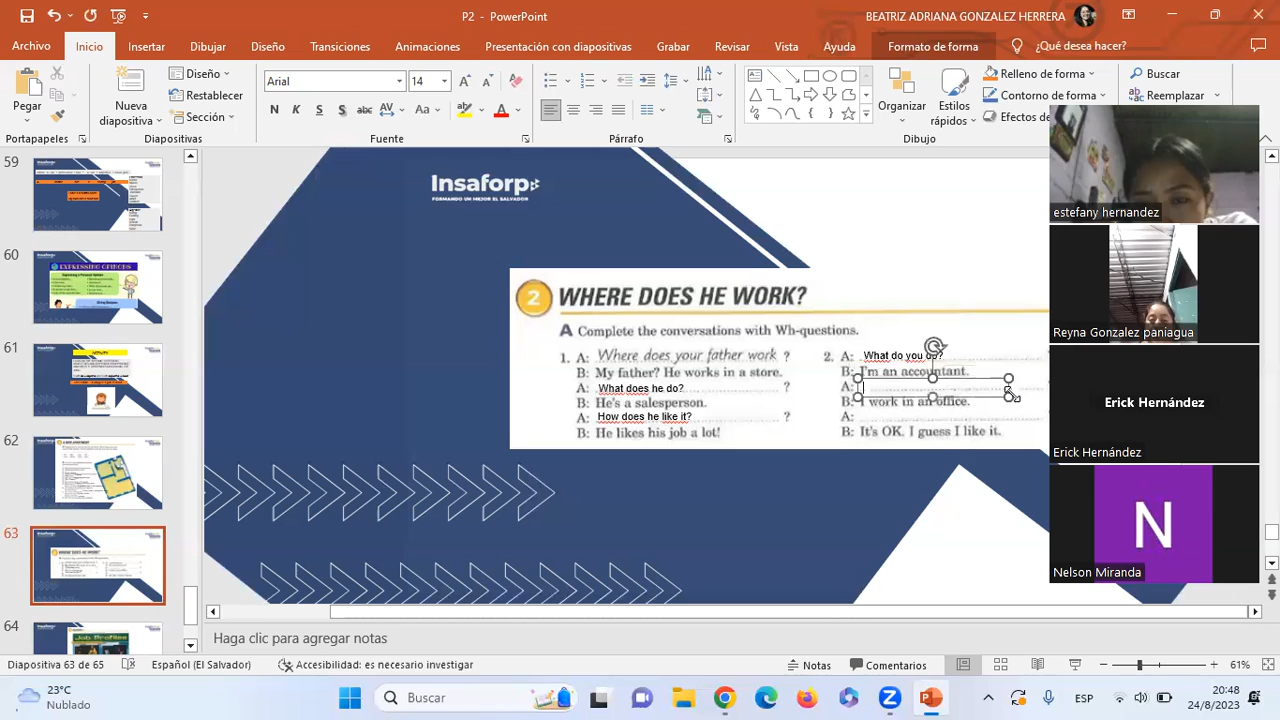 P2 - PowerPoint
BEATRIZ ADRIANA GONZALEZ HERRERA
Archivo Inicio Insertar Dibujar Diseño Transiciones Animaciones Presentación con diapositivas Grabar Revisar Vista Ayuda Formato de forma ¿Qué desea hacer?
Pegar
Portapapeles
Nueva diapositiva
Diseño
Restablecer
Sección
Diapositivas
Arial 14
N K S S abc AV Aa A
Fuente
Párrafo
Organizar
Estilos rápidos
Relleno de forma
Contorno de forma
Efectos de
Dibujo
Buscar
Reemplazar
59
60
EXPRESSING OPINIONS
62
63
64
Job Profiles
Insaforp
FORMANDO UN MEJOR EL SALVADOR
2 WHERE DOES HE WORK?
A Complete the conversations with Wh-questions.
1. A: Where does your father work ?
B: My father? He works in a store.
A: What does he do? ?
B: He's a salesperson.
A: How does he like it? ?
B: He likes his job a lot!
A: What do you do?
B: I'm an accountant.
A:
B: I work in an office.
A:
B: It's OK. I guess I like it.
estefany hernandez
Reyna Gonzalez paniagua
Erick Hernández
Erick Hernández
N
Nelson Miranda
Haga clic para agregar notas
Diapositiva 63 de 65 Español (El Salvador) Accesibilidad: es necesario investigar Notas Comentarios 61%
23°C
Nublado
Buscar
ESP
20:48
24/8/2023